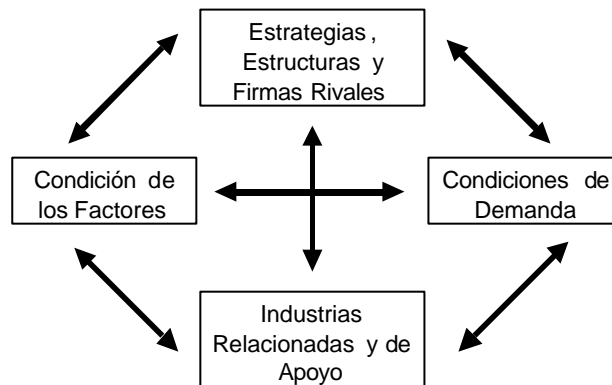 Estrategias,
Estructuras y
Firmas Rivales
Condición de
los Factores
Condiciones de
Demanda
Industrias
Relacionadas y de
Apoyo